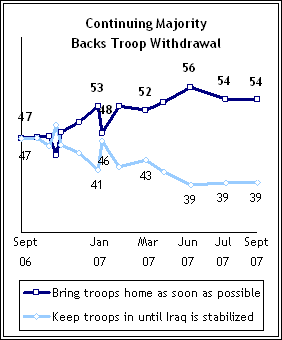 Continuing Majority
Backs Troop Withdrawal
56
53
54
54
52
47
48
47
46
43
41
39
39
39
Sept Jan Mar Jun Jul Sept
06 07 07 07 07 07
Bring troops home as soon as possible
Keep troops in until Iraq is stabilized